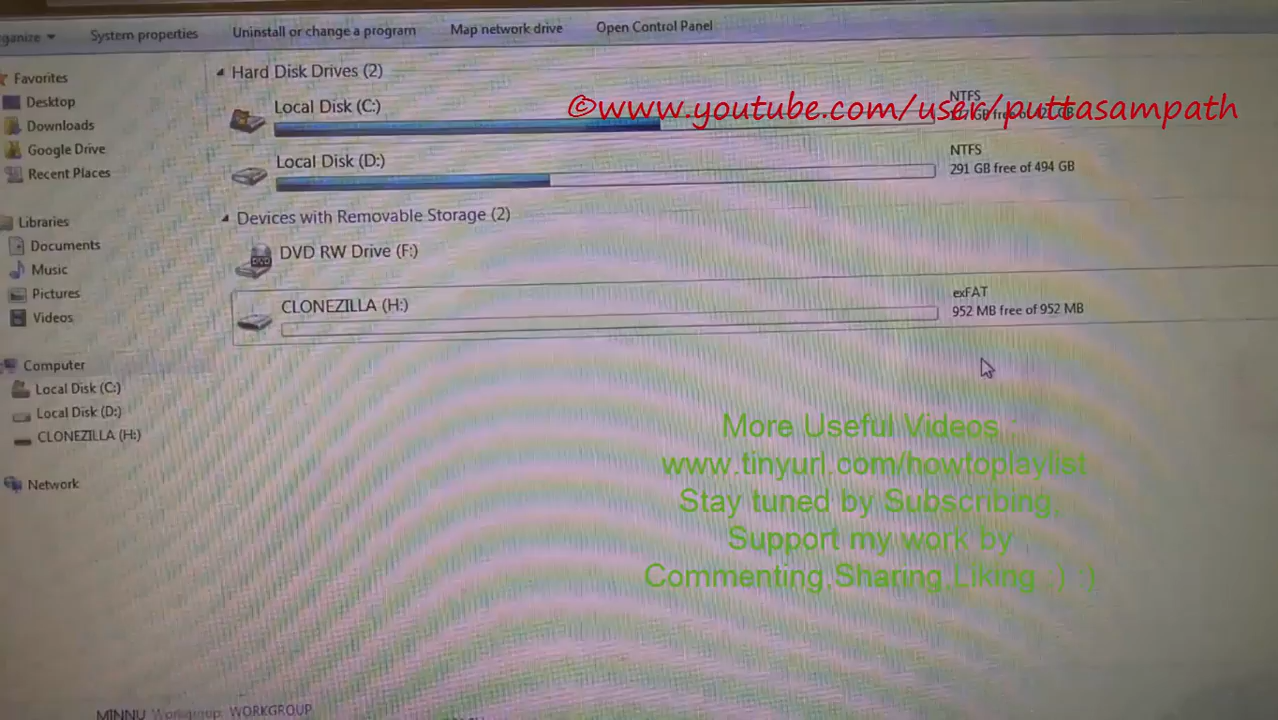 System properties Uninstall or change a program Map network drive Open Control Panel
Favorites
Desktop
Downloads
Google Drive
Recent Places
Libraries
Documents
Music
Pictures
Videos
Computer
Local Disk (C:)
Local Disk (D:)
CLONEZILLA (H:)
Network
Hard Disk Drives (2)
Local Disk (C:)
NTFS
©www.youtube.com/user/puttasampath
Local Disk (D:)
NTFS
291 GB free of 494 GB
Devices with Removable Storage (2)
DVD RW Drive (F:)
CLONEZILLA (H:)
exFAT
952 MB free of 952 MB
More Useful Videos :
www.tinyurl.com/howtoplaylist
Stay tuned by Subscribing,
Support my work by
Commenting,Sharing,Liking :) :)
MINNU Workgroup: WORKGROUP